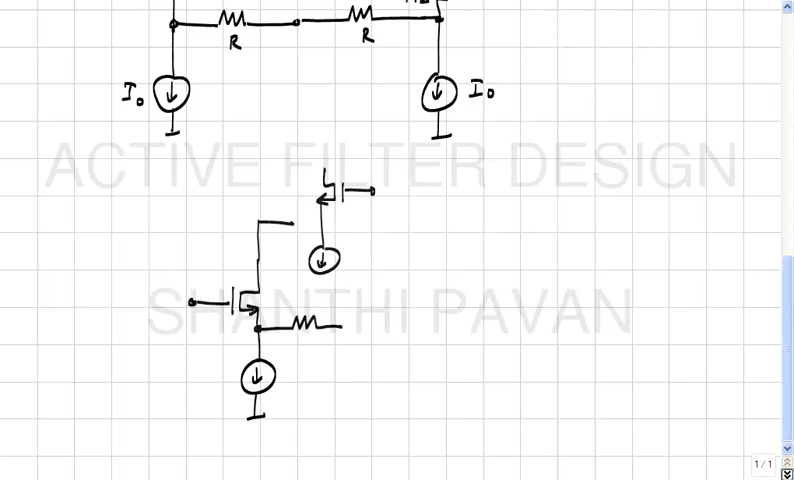 R
R
I₀
I₀
ACTIVE FILTER DESIGN
SHANTHI PAVAN
1 / 1